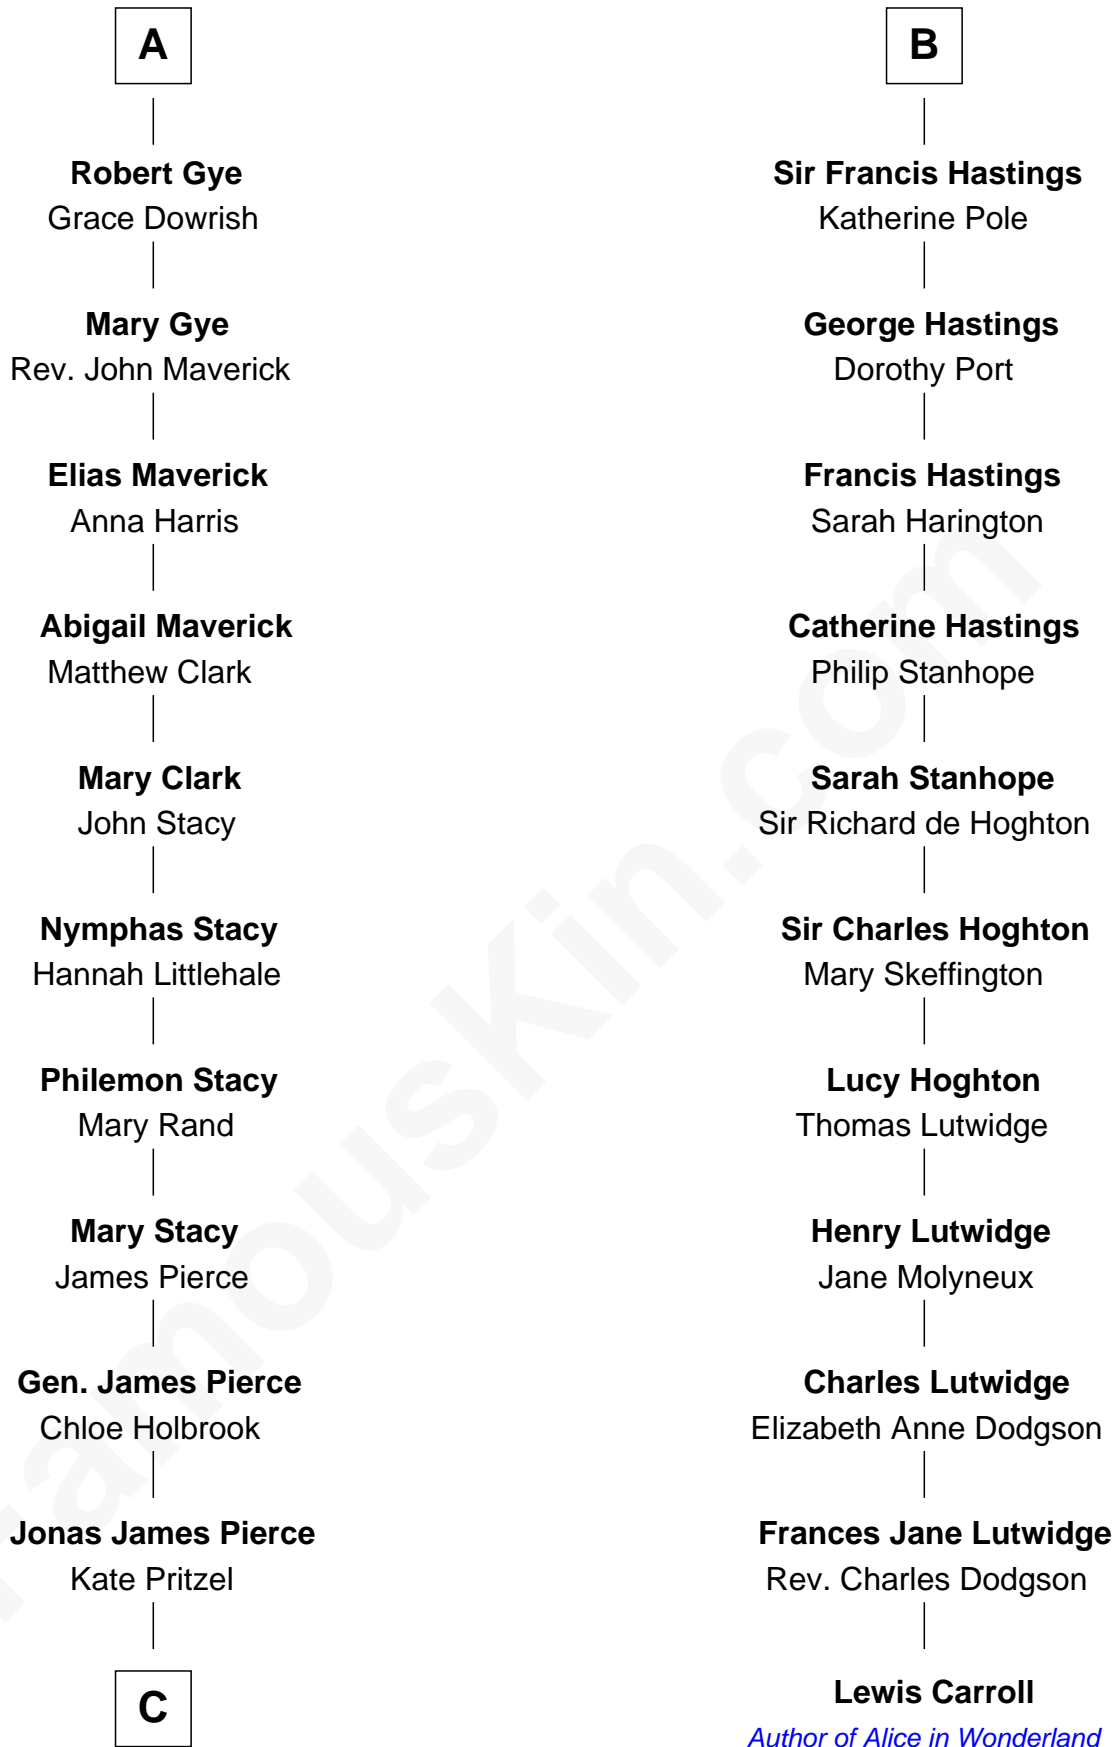 A
Robert Gye
Grace Dowrish
Mary Gye
Rev. John Maverick
Elias Maverick
Anna Harris
Abigail Maverick
Matthew Clark
Mary Clark
John Stacy
Nymphas Stacy
Hannah Littlehale
Philemon Stacy
Mary Rand
Mary Stacy
James Pierce
Gen. James Pierce
Chloe Holbrook
Jonas James Pierce
Kate Pritzel
C
B
Sir Francis Hastings
Katherine Pole
George Hastings
Dorothy Port
Francis Hastings
Sarah Harington
Catherine Hastings
Philip Stanhope
Sarah Stanhope
Sir Richard de Hoghton
Sir Charles Hoghton
Mary Skeffington
Lucy Hoghton
Thomas Lutwidge
Henry Lutwidge
Jane Molyneux
Charles Lutwidge
Elizabeth Anne Dodgson
Frances Jane Lutwidge
Rev. Charles Dodgson
Lewis Carroll
Author of Alice in Wonderland
FamousKin.com